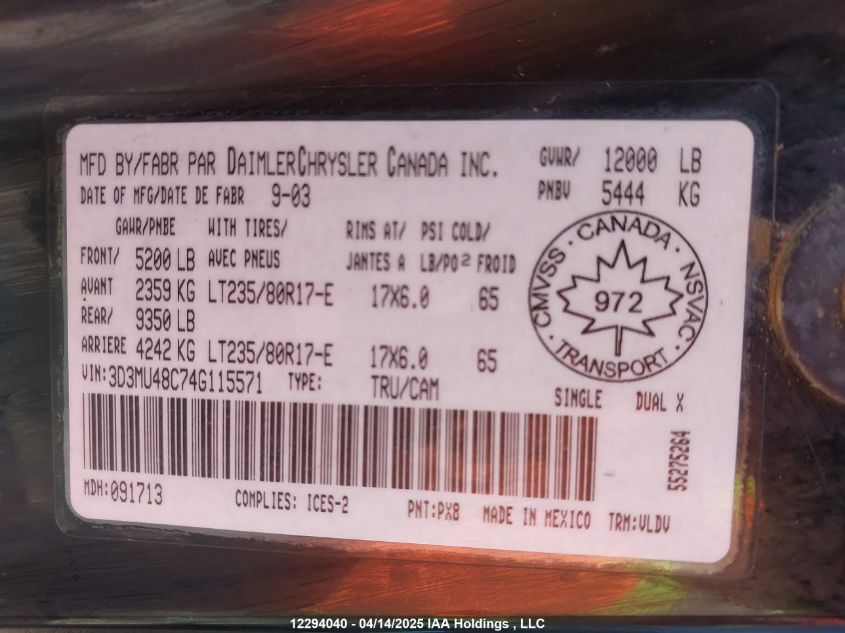 MFD BY/FABR PAR DAIMLERCHRYSLER CANADA INC. GVWR/ 12000 LB
DATE OF MFG/DATE DE FABR 9-03 PNBV 5444 KG
GAWR/PNBE WITH TIRES/ RIMS AT/ PSI COLD/
FRONT/ 5200 LB AVEC PNEUS JANTES A LB/PO² FROID
AVANT 2359 KG LT235/80R17-E 17X6.0 65
REAR/ 9350 LB
ARRIERE 4242 KG LT235/80R17-E 17X6.0 65
CMVSS · CANADA · NSVAC · TRANSPORT ·
972
VIN:3D3MU48C74G115571 TYPE: TRU/CAM SINGLE DUAL X
55275264
MDH:091713 COMPLIES: ICES-2 PNT:PX8 MADE IN MEXICO TRM:VLDV
12294040 - 04/14/2025 IAA Holdings , LLC